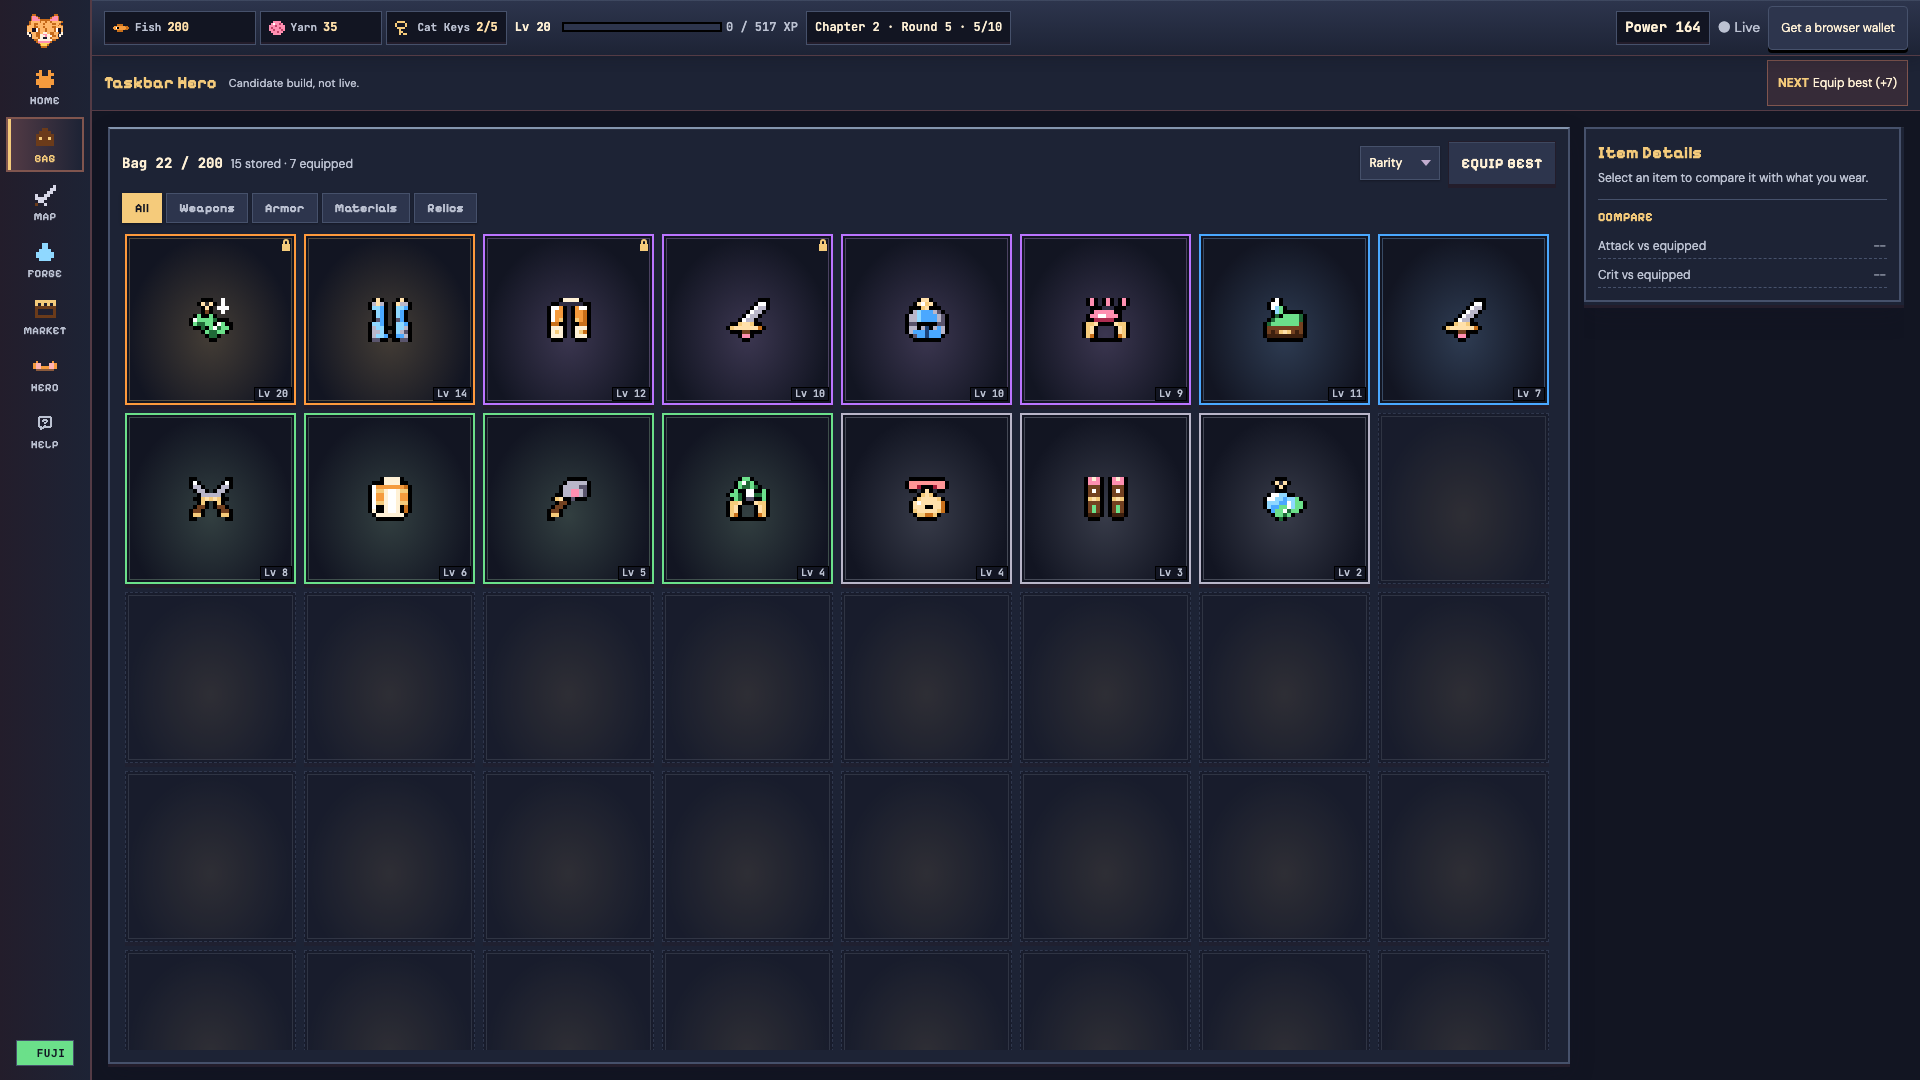 Fish 200 Yarn 35 Cat Keys 2/5 Lv 20 0 / 517 XP Chapter 2 · Round 5 · 5/10 Power 164 Live Get a browser wallet
Taskbar Hero Candidate build, not live. NEXT Equip best (+7)
HOME
BAG
MAP
FORGE
MARKET
HERO
HELP
FUJI
Bag 22 / 200 15 stored · 7 equipped Rarity EQUIP BEST
All Weapons Armor Materials Relics
Lv 20 Lv 14 Lv 12 Lv 10 Lv 10 Lv 9 Lv 11 Lv 7
Lv 8 Lv 6 Lv 5 Lv 4 Lv 4 Lv 3 Lv 2
Item Details
Select an item to compare it with what you wear.
COMPARE
Attack vs equipped --
Crit vs equipped --